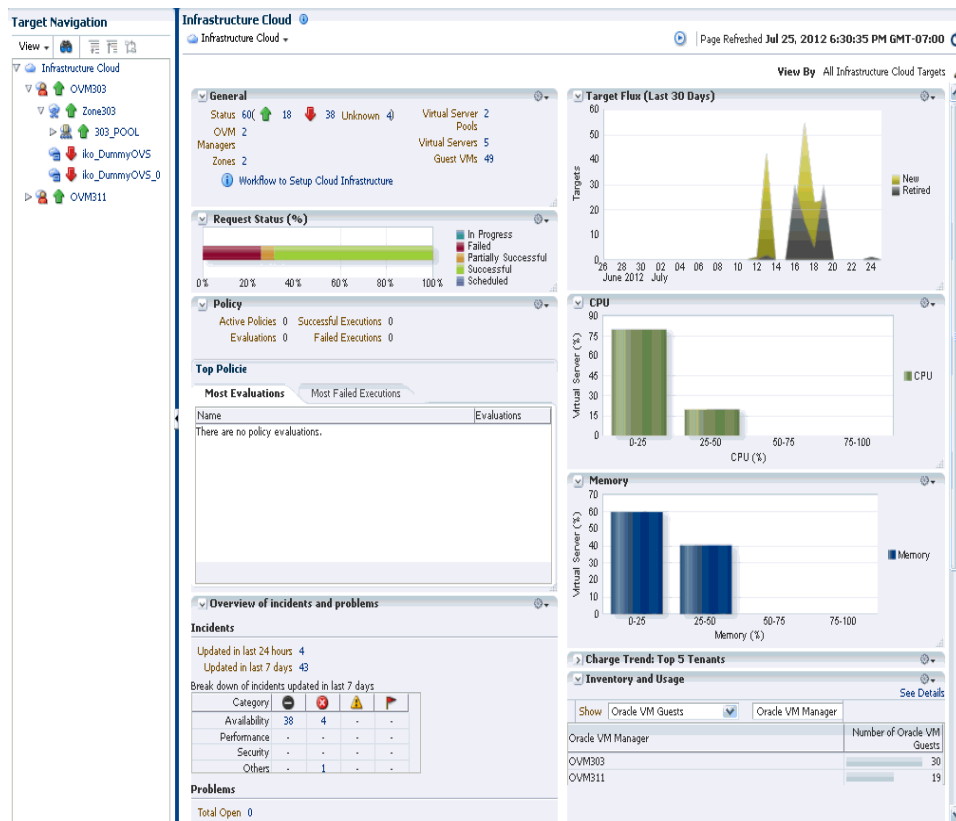 Target Navigation
View
Infrastructure Cloud
OVM303
Zone303
303_POOL
iko_DummyOVS
iko_DummyOVS_0
OVM311
Infrastructure Cloud
Infrastructure Cloud
Page Refreshed Jul 25, 2012 6:30:35 PM GMT-07:00
View By All Infrastructure Cloud Targets
General
Status 60( 18 38 Unknown 4)
OVM Managers 2
Zones 2
Virtual Server Pools 2
Virtual Servers 5
Guest VMs 49
Workflow to Setup Cloud Infrastructure
Request Status (%)
In Progress
Failed
Partially Successful
Successful
Scheduled
0% 20% 40% 60% 80% 100%
Policy
Active Policies 0 Successful Executions 0
Evaluations 0 Failed Executions 0
Top Policie
Most Evaluations Most Failed Executions
Name Evaluations
There are no policy evaluations.
Overview of incidents and problems
Incidents
Updated in last 24 hours 4
Updated in last 7 days 43
Break down of incidents updated in last 7 days
Category
Availability 38 4 - -
Performance - - - -
Security - - - -
Others - 1 - -
Problems
Total Open 0
Target Flux (Last 30 Days)
Targets
60
50
40
30
20
10
0
26 28 30 02 04 06 08 10 12 14 16 18 20 22 24
June 2012 July
New
Retired
CPU
Virtual Server (%)
90
75
60
45
30
15
0
0-25 25-50 50-75 75-100
CPU (%)
CPU
Memory
Virtual Server (%)
70
60
50
40
30
20
10
0
0-25 25-50 50-75 75-100
Memory (%)
Memory
Charge Trend: Top 5 Tenants
Inventory and Usage
See Details
Show Oracle VM Guests Oracle VM Manager
Oracle VM Manager Number of Oracle VM Guests
OVM303 30
OVM311 19